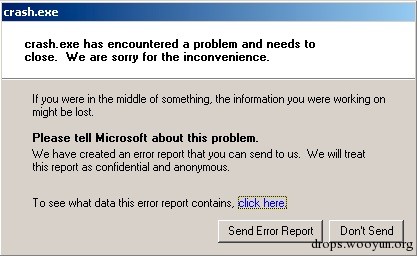 crash.exe
crash.exe has encountered a problem and needs to
close. We are sorry for the inconvenience.
If you were in the middle of something, the information you were working on
might be lost.
Please tell Microsoft about this problem.
We have created an error report that you can send to us. We will treat
this report as confidential and anonymous.
To see what data this error report contains, click here.
Send Error Report Don't Send
drops.wooyun.org